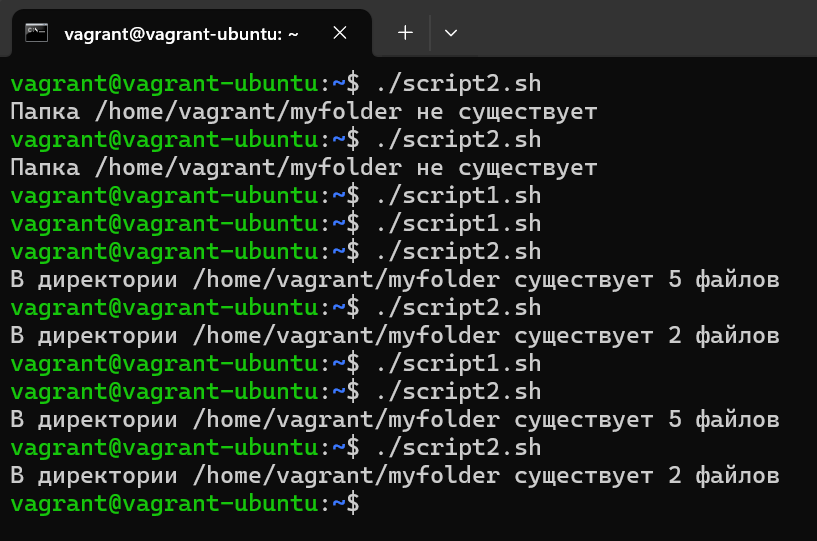 vagrant@vagrant-ubuntu: ~
vagrant@vagrant-ubuntu:~$ ./script2.sh
Папка /home/vagrant/myfolder не существует
vagrant@vagrant-ubuntu:~$ ./script2.sh
Папка /home/vagrant/myfolder не существует
vagrant@vagrant-ubuntu:~$ ./script1.sh
vagrant@vagrant-ubuntu:~$ ./script1.sh
vagrant@vagrant-ubuntu:~$ ./script2.sh
В директории /home/vagrant/myfolder существует 5 файлов
vagrant@vagrant-ubuntu:~$ ./script2.sh
В директории /home/vagrant/myfolder существует 2 файлов
vagrant@vagrant-ubuntu:~$ ./script1.sh
vagrant@vagrant-ubuntu:~$ ./script2.sh
В директории /home/vagrant/myfolder существует 5 файлов
vagrant@vagrant-ubuntu:~$ ./script2.sh
В директории /home/vagrant/myfolder существует 2 файлов
vagrant@vagrant-ubuntu:~$